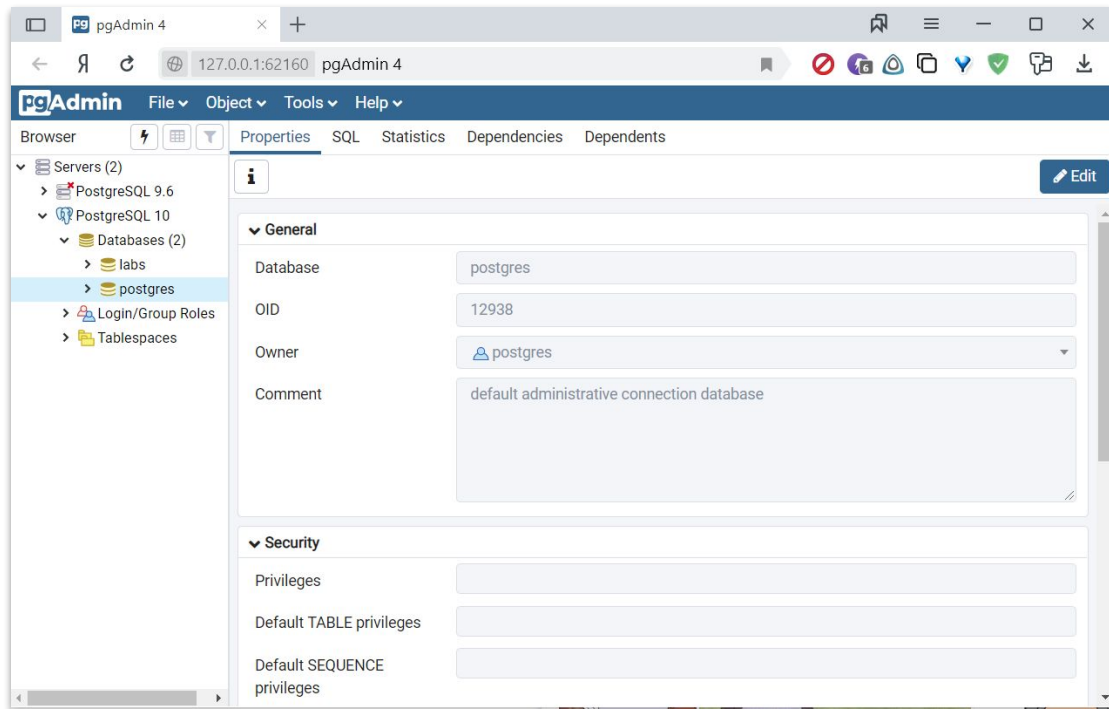 pg pgAdmin 4
Я 127.0.0.1:62160 pgAdmin 4 6
pgAdmin File Object Tools Help
Browser Properties SQL Statistics Dependencies Dependents
Servers (2)
PostgreSQL 9.6
PostgreSQL 10
Databases (2)
labs
postgres
Login/Group Roles
Tablespaces
i Edit
General
Database postgres
OID 12938
Owner postgres
Comment default administrative connection database
Security
Privileges
Default TABLE privileges
Default SEQUENCE
privileges